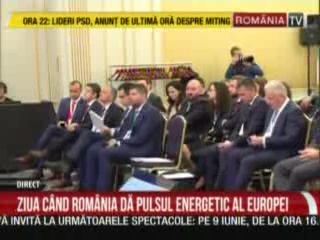 ORA 22: LIDERI PSD, ANUNȚ DE ULTIMĂ ORĂ DESPRE MITING
ROMÂNIA TV
DIRECT
ZIUA CÂND ROMÂNIA DĂ PULSUL ENERGETIC AL EUROPEI
VĂ INVITĂ LA URMĂTOARELE SPECTACOLE: PE 9 IUNIE, DE LA ORA 16.